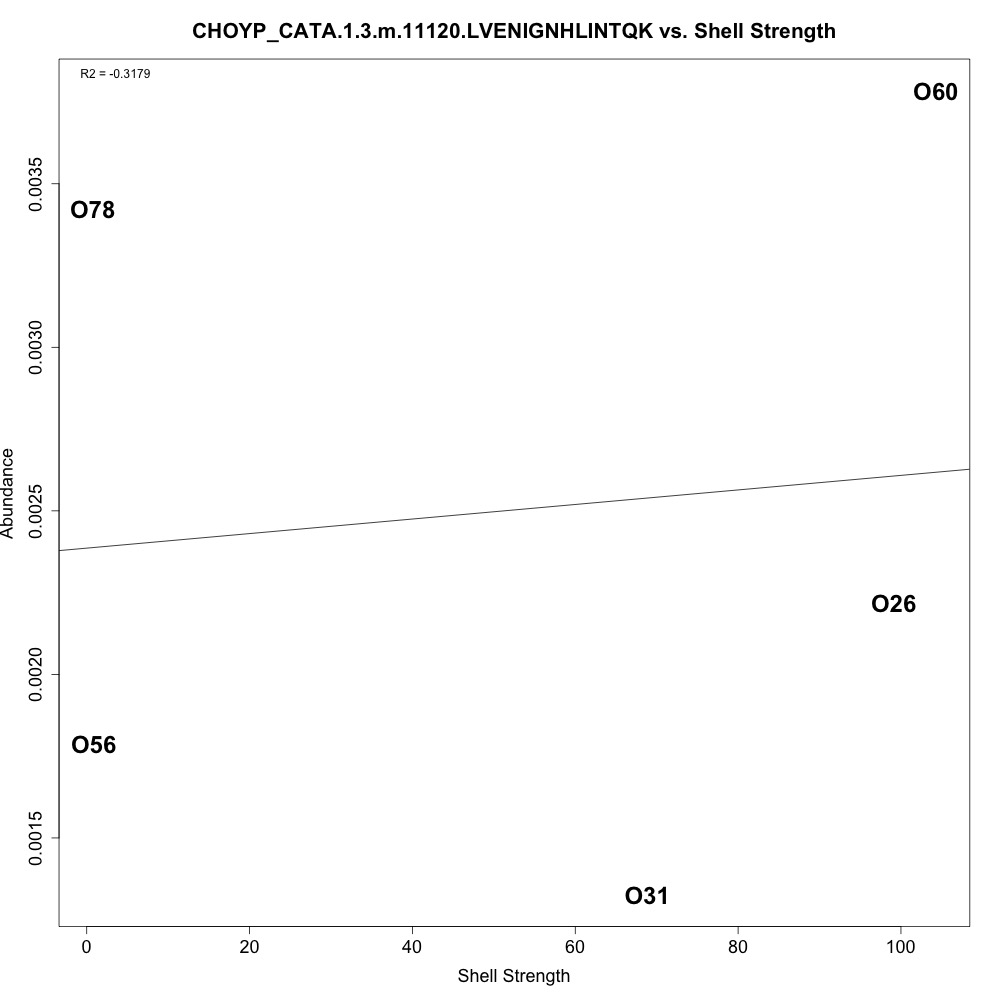 CHOYP_CATA.1.3.m.11120.LVENIGNHLINTQK vs. Shell Strength
R2 = -0.3179
O60
0.0035
O78
0.0030
Abundance
0.0025
O26
0.0020
O56
0.0015
O31
0 20 40 60 80 100
Shell Strength